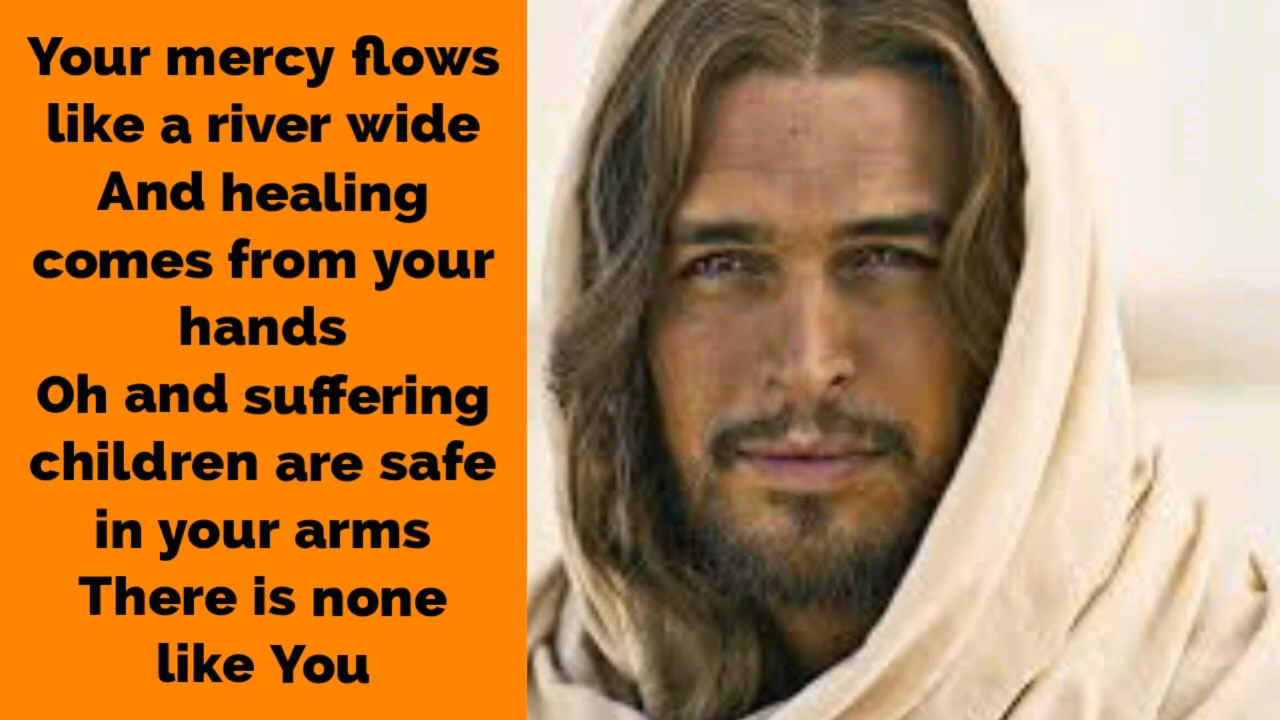 Your mercy flows
like a river wide
And healing
comes from your
hands
Oh and suffering
children are safe
in your arms
There is none
like You